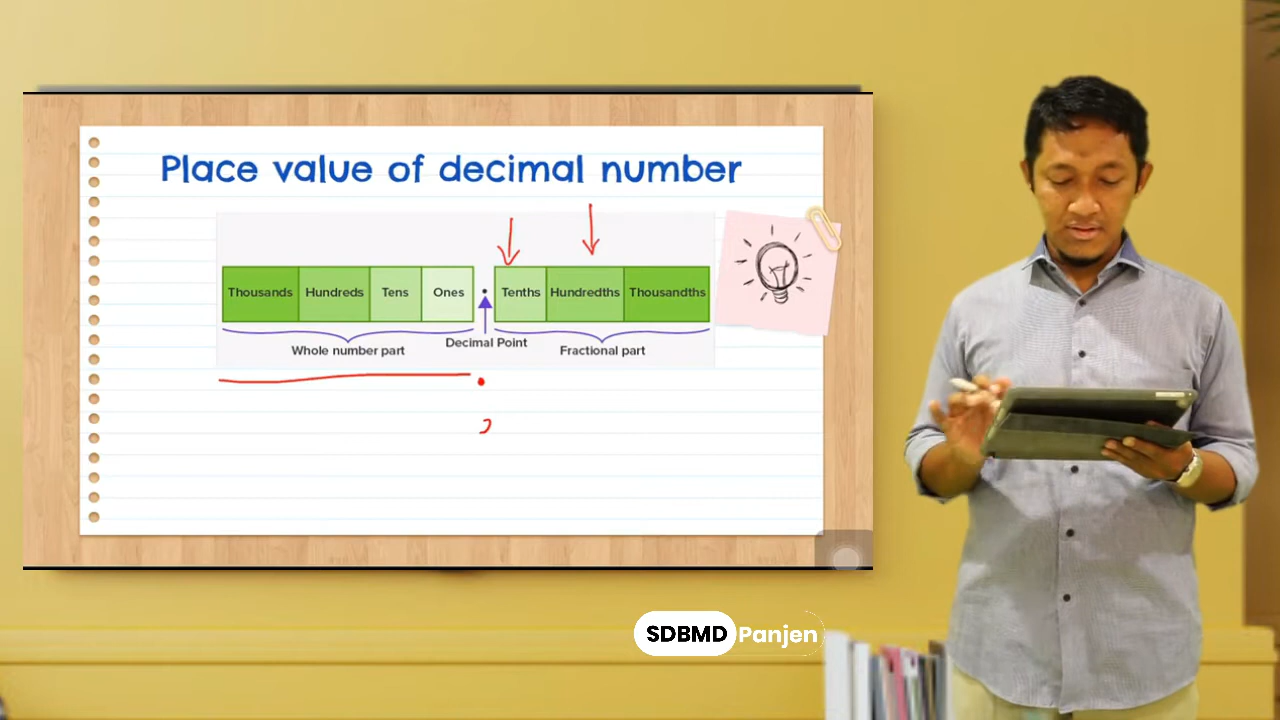 Place value of decimal number
Thousands Hundreds Tens Ones . Tenths Hundredths Thousandths
Whole number part Decimal Point Fractional part
.
,
SDBMD Panjen